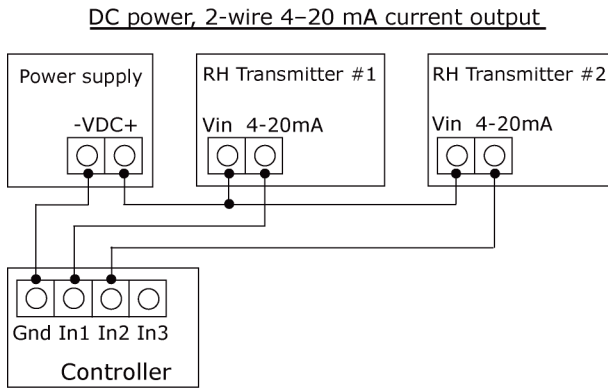 DC power, 2-wire 4–20 mA current output
Power supply
-VDC+
RH Transmitter #1
Vin 4-20mA
RH Transmitter #2
Vin 4-20mA
Gnd In1 In2 In3
Controller